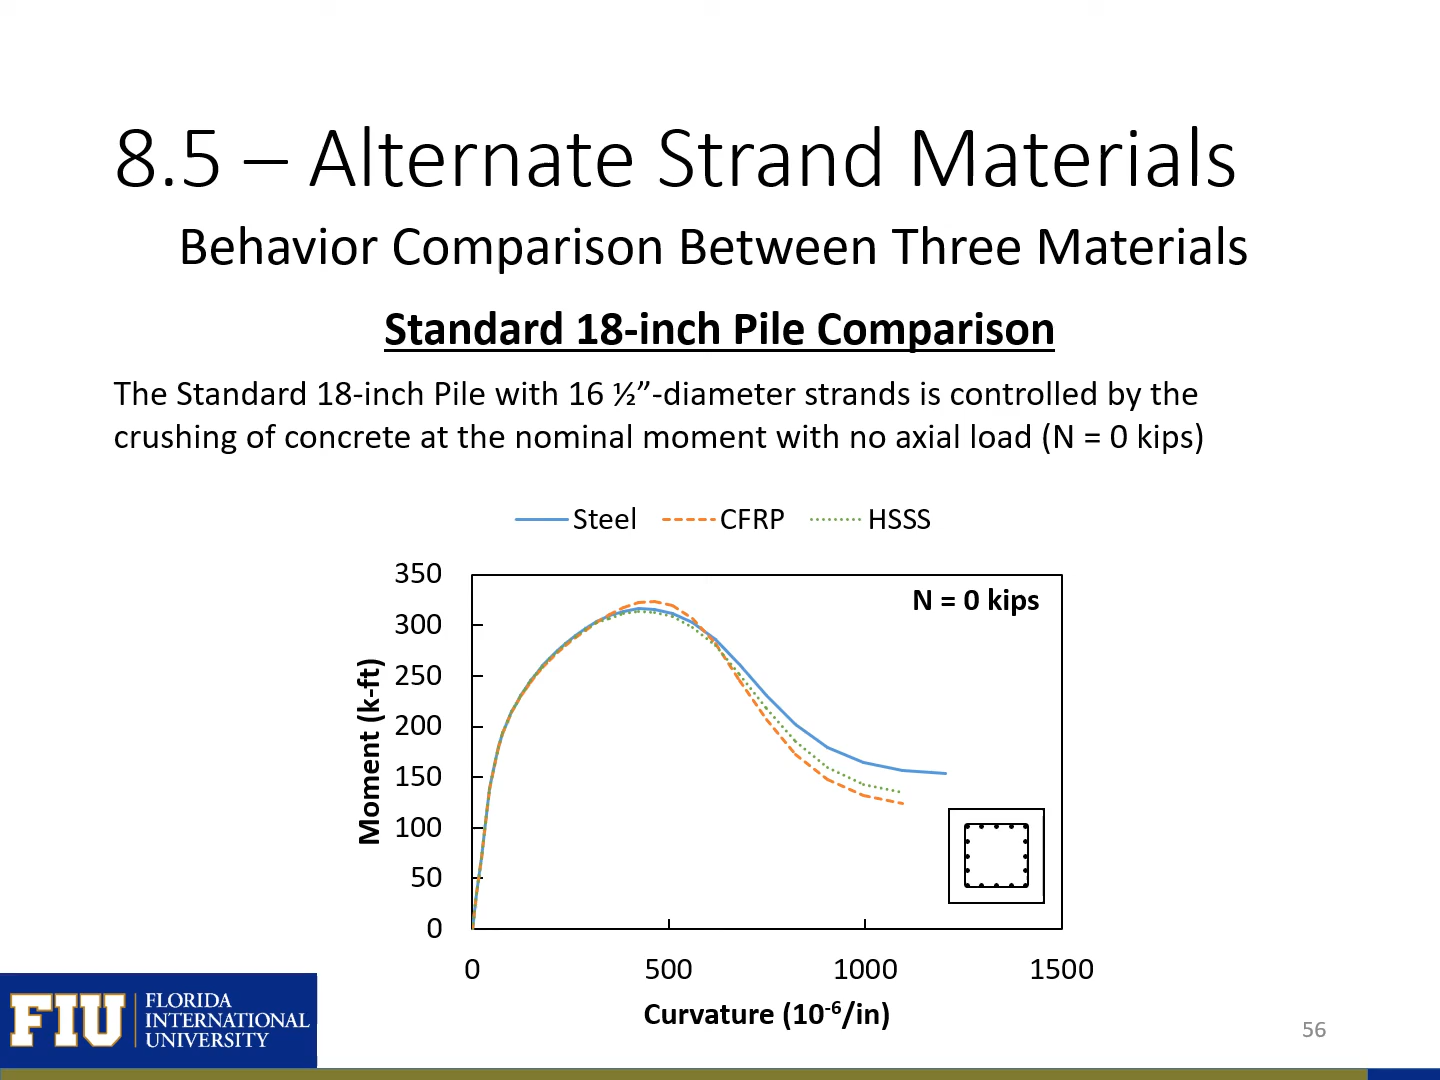 8.5 – Alternate Strand Materials
Behavior Comparison Between Three Materials
Standard 18-inch Pile Comparison
The Standard 18-inch Pile with 16 ½”-diameter strands is controlled by the
crushing of concrete at the nominal moment with no axial load (N = 0 kips)
Steel CFRP HSSS
N = 0 kips
Moment (k-ft)
350
300
250
200
150
100
50
0
0 500 1000 1500
Curvature (10⁻⁶/in)
FIU
FLORIDA
INTERNATIONAL
UNIVERSITY
56